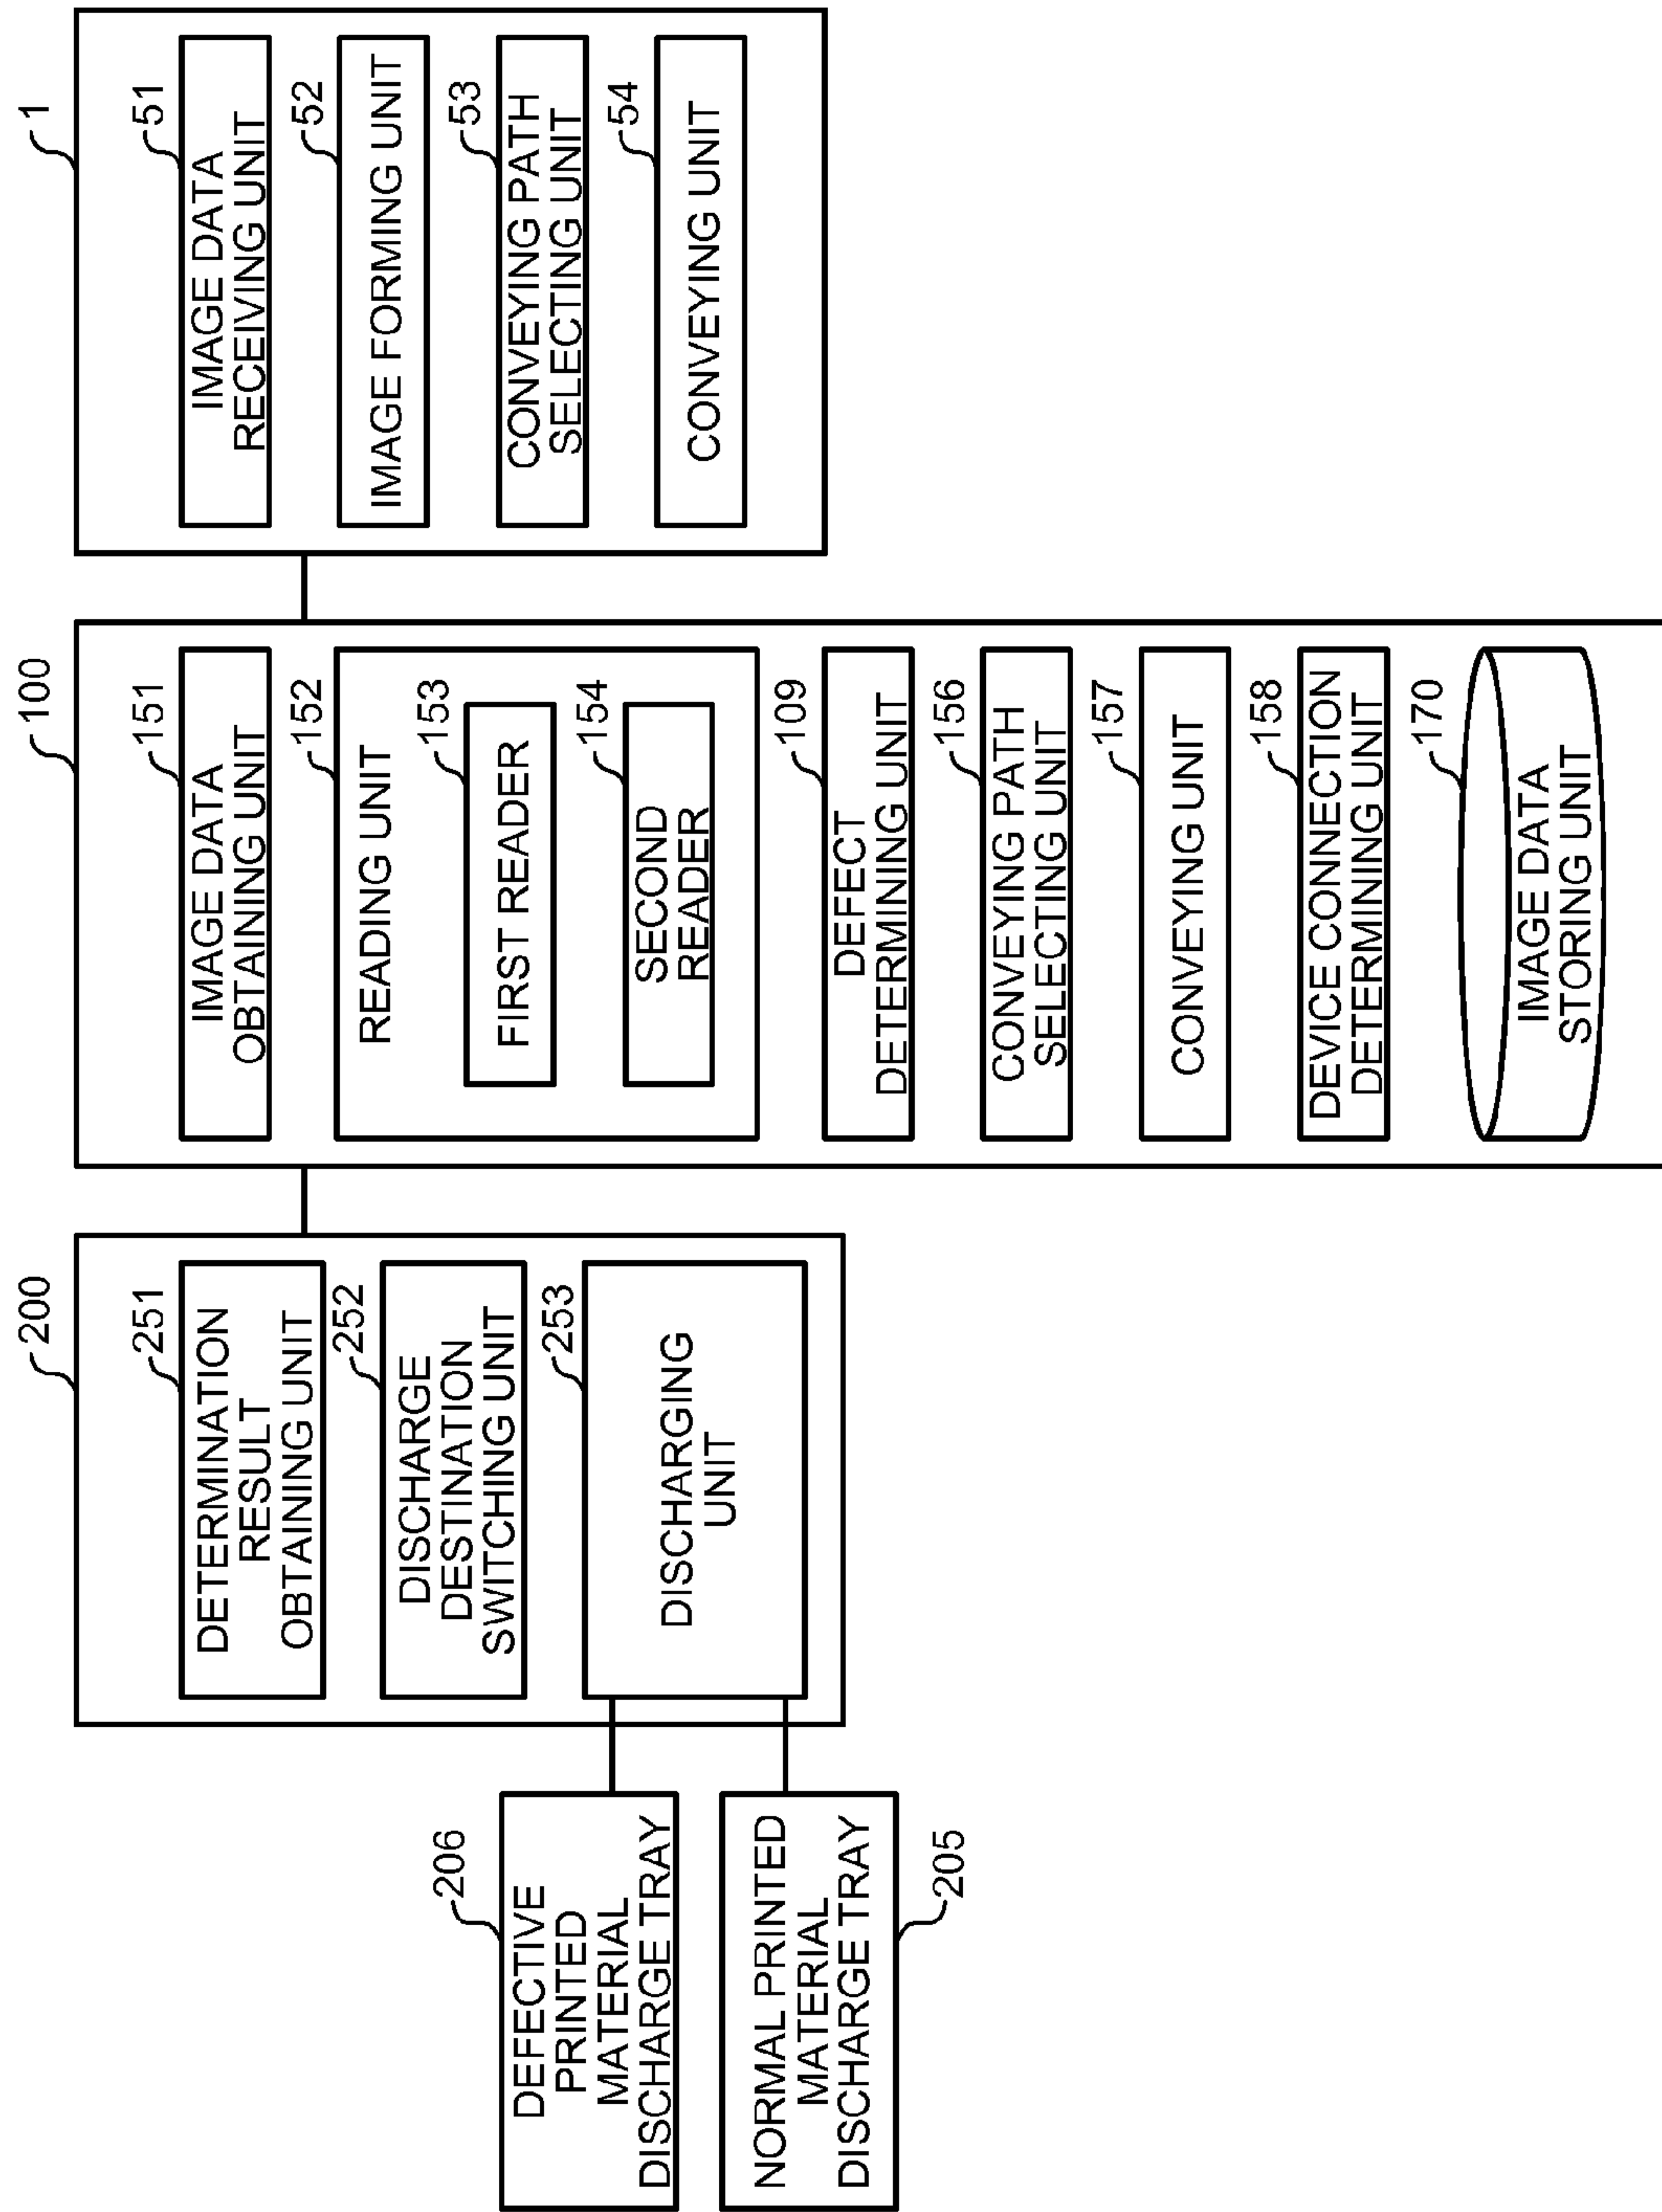 206
DEFECTIVE
PRINTED
MATERIAL
DISCHARGE TRAY
NORMAL PRINTED
MATERIAL
DISCHARGE TRAY
205
200
251
DETERMINATION
RESULT
OBTAINING UNIT
252
DISCHARGE
DESTINATION
SWITCHING UNIT
253
DISCHARGING
UNIT
100
151
IMAGE DATA
OBTAINING UNIT
152
READING UNIT
153
FIRST READER
154
SECOND
READER
109
DEFECT
DETERMINING UNIT
156
CONVEYING PATH
SELECTING UNIT
157
CONVEYING UNIT
158
DEVICE CONNECTION
DETERMINING UNIT
170
IMAGE DATA
STORING UNIT
1
51
IMAGE DATA
RECEIVING UNIT
52
IMAGE FORMING UNIT
53
CONVEYING PATH
SELECTING UNIT
54
CONVEYING UNIT